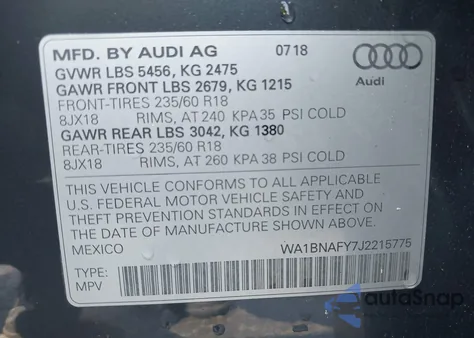 MFD. BY AUDI AG 07/18
GVWR LBS 5456, KG 2475
GAWR FRONT LBS 2679, KG 1215
FRONT-TIRES 235/60 R18
8JX18 RIMS, AT 240 KPA 35 PSI COLD
GAWR REAR LBS 3042, KG 1380
REAR-TIRES 235/60 R18
8JX18 RIMS, AT 260 KPA 38 PSI COLD
Audi
THIS VEHICLE CONFORMS TO ALL APPLICABLE
U.S. FEDERAL MOTOR VEHICLE SAFETY AND
THEFT PREVENTION STANDARDS IN EFFECT ON
THE DATE OF MANUFACTURE SHOWN ABOVE.
MEXICO WA1BNAFY7J2215775
TYPE:
MPV
autoSnap